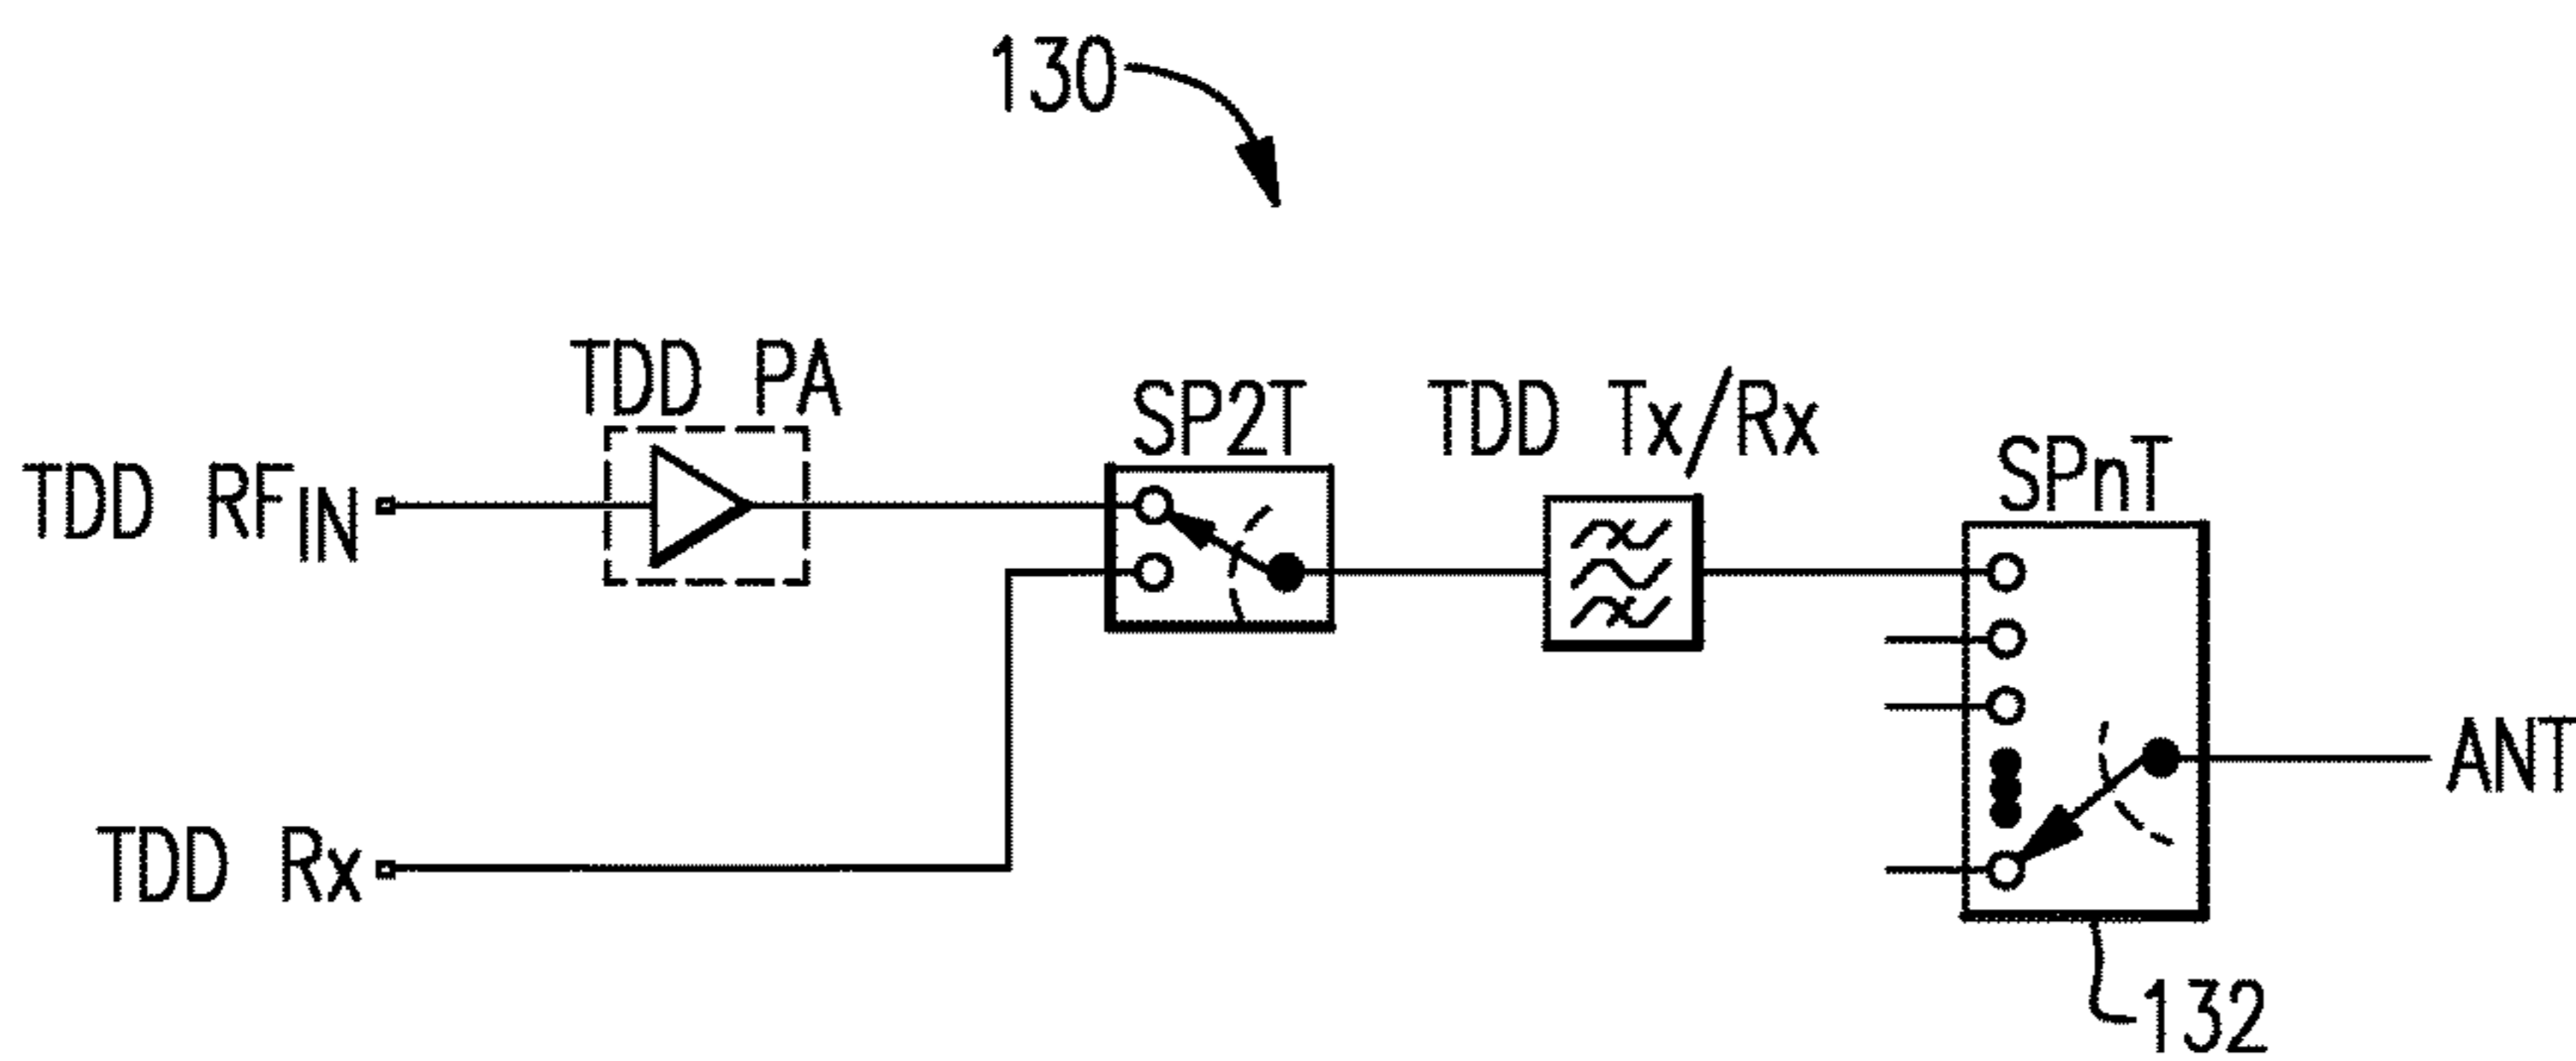 130
TDD PA
SP2T
TDD Tx/Rx
SPnT
TDD RFIN
ANT
TDD Rx
132